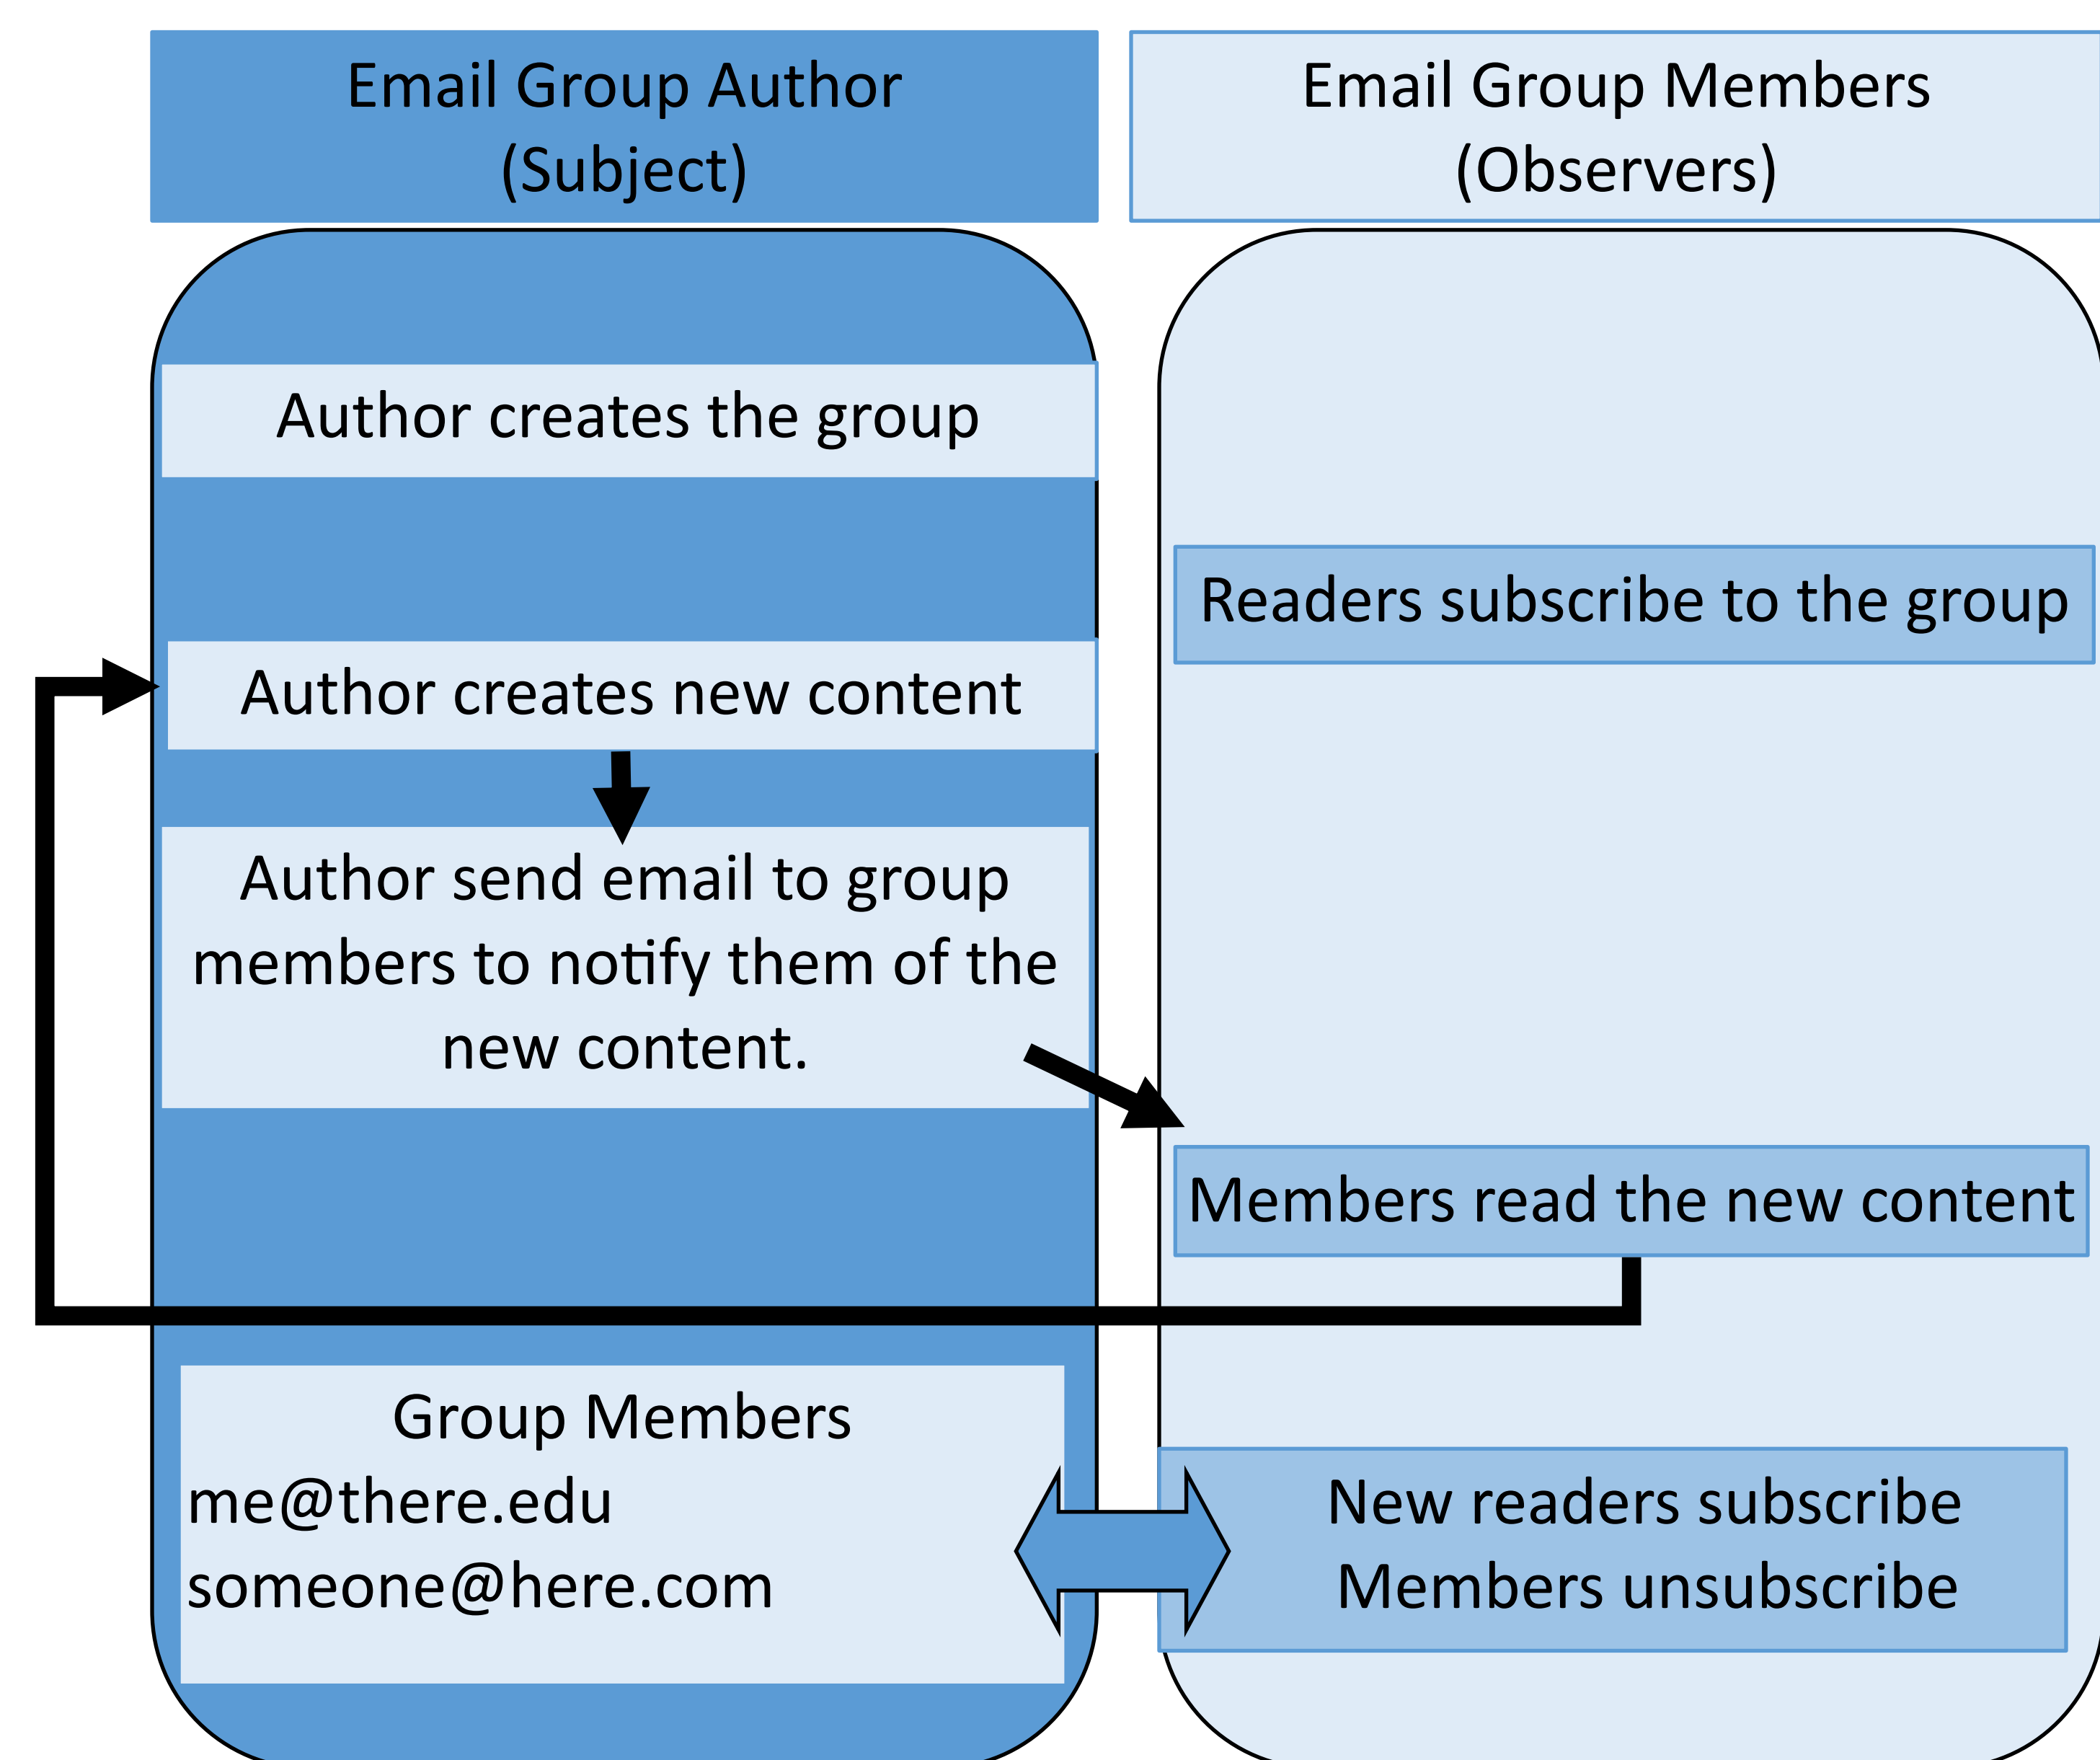 Email Group Author
(Subject)
Email Group Members
(Observers)
Author creates the group
Readers subscribe to the group
Author creates new content
Author send email to group
members to notify them of the
new content.
Members read the new content
Group Members
me@there.edu
someone@here.com
New readers subscribe
Members unsubscribe